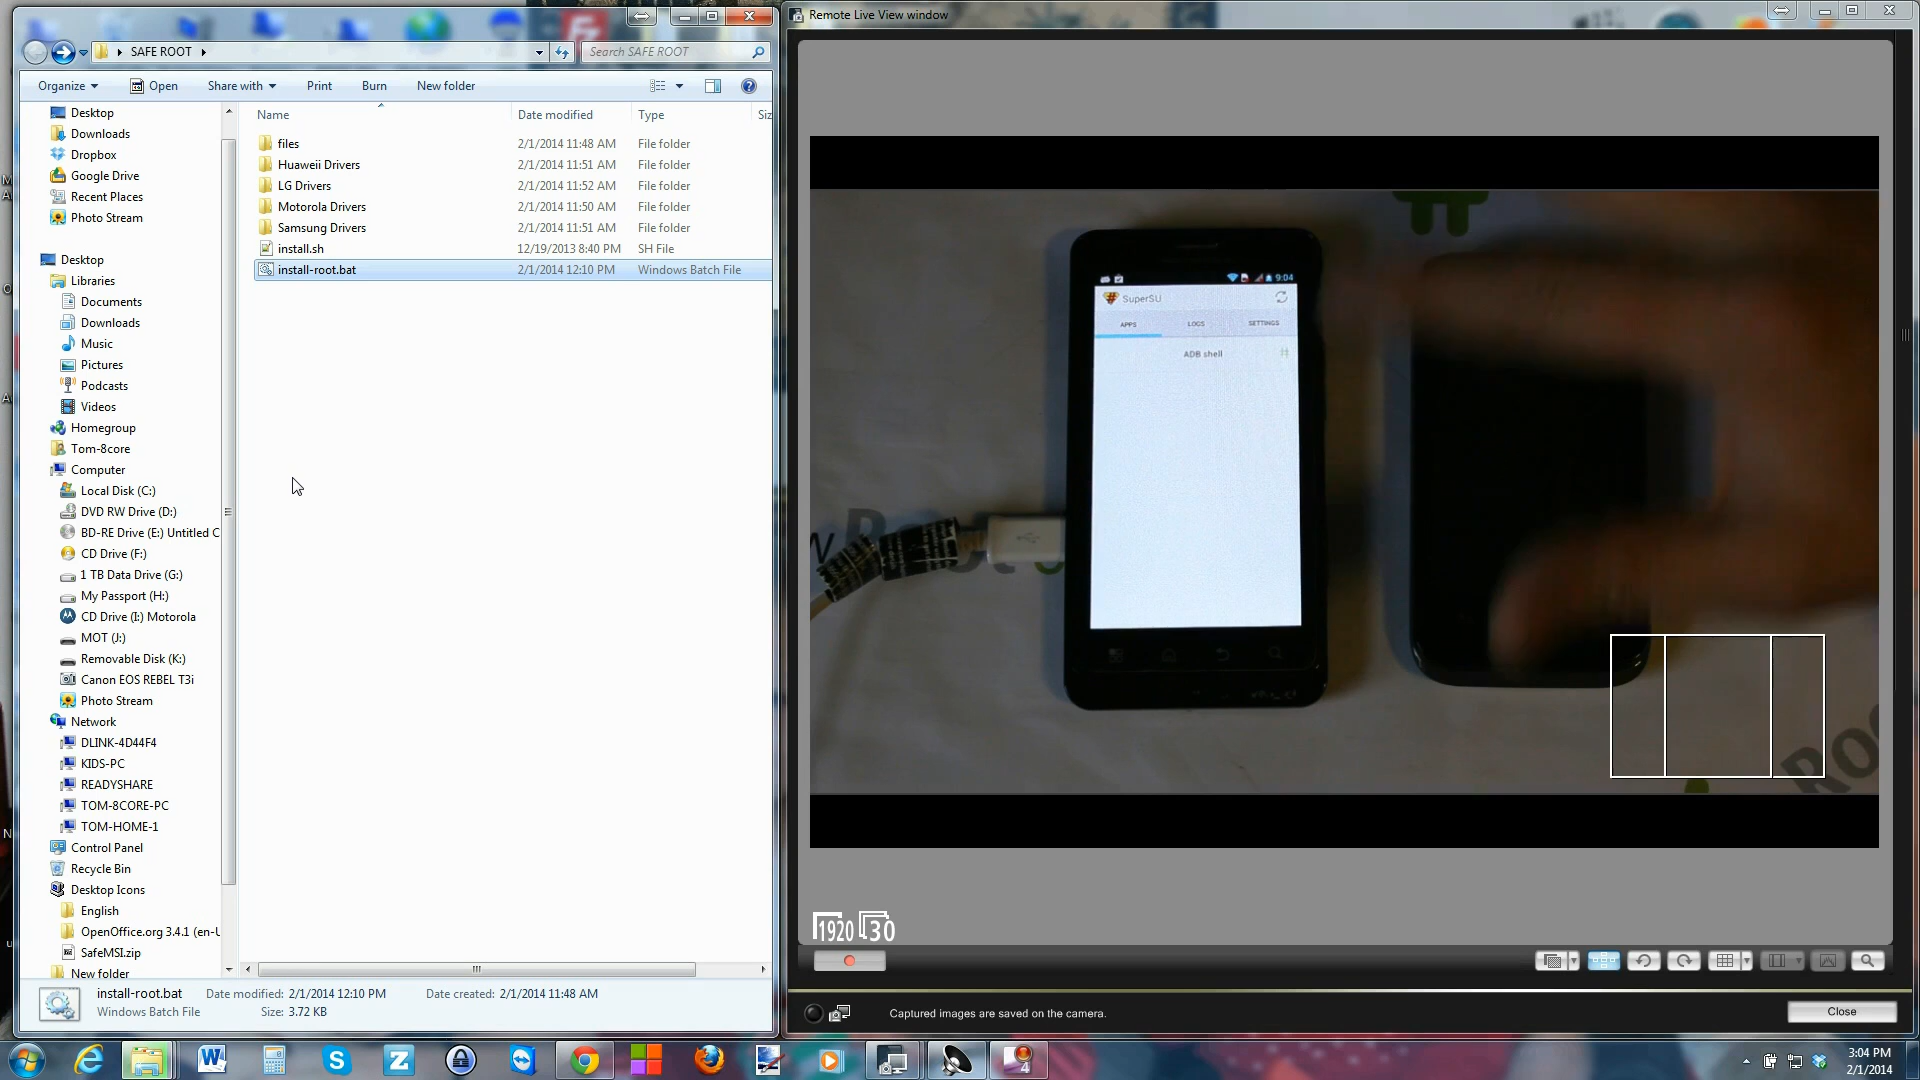 SAFE ROOT
Search SAFE ROOT
Organize
Open
Share with
Print
Burn
New folder
Name
Date modified
Type
Siz
files
2/1/2014 11:48 AM
File folder
Huaweii Drivers
2/1/2014 11:51 AM
File folder
LG Drivers
2/1/2014 11:52 AM
File folder
Motorola Drivers
2/1/2014 11:50 AM
File folder
Samsung Drivers
2/1/2014 11:51 AM
File folder
install.sh
12/19/2013 8:40 PM
SH File
install-root.bat
2/1/2014 12:10 PM
Windows Batch File
Desktop
Downloads
Dropbox
Google Drive
Recent Places
Photo Stream
Desktop
Libraries
Documents
Downloads
Music
Pictures
Podcasts
Videos
Homegroup
Tom-8core
Computer
Local Disk (C:)
DVD RW Drive (D:)
BD-RE Drive (E:) Untitled C
CD Drive (F:)
1 TB Data Drive (G:)
My Passport (H:)
CD Drive (I:) Motorola
MOT (J:)
Removable Disk (K:)
Canon EOS REBEL T3i
Photo Stream
Network
DLINK-4D44F4
KIDS-PC
READYSHARE
TOM-8CORE-PC
TOM-HOME-1
Control Panel
Recycle Bin
Desktop Icons
English
OpenOffice.org 3.4.1 (en-U
SafeMSI.zip
New folder
install-root.bat
Date modified: 2/1/2014 12:10 PM
Date created: 2/1/2014 11:48 AM
Windows Batch File
Size: 3.72 KB
Remote Live View window
9:04
SuperSU
APPS
LOGS
SETTINGS
ADB shell
#
w Root
ROO
1920 30
Captured images are saved on the camera.
Close
4
3:04 PM
2/1/2014